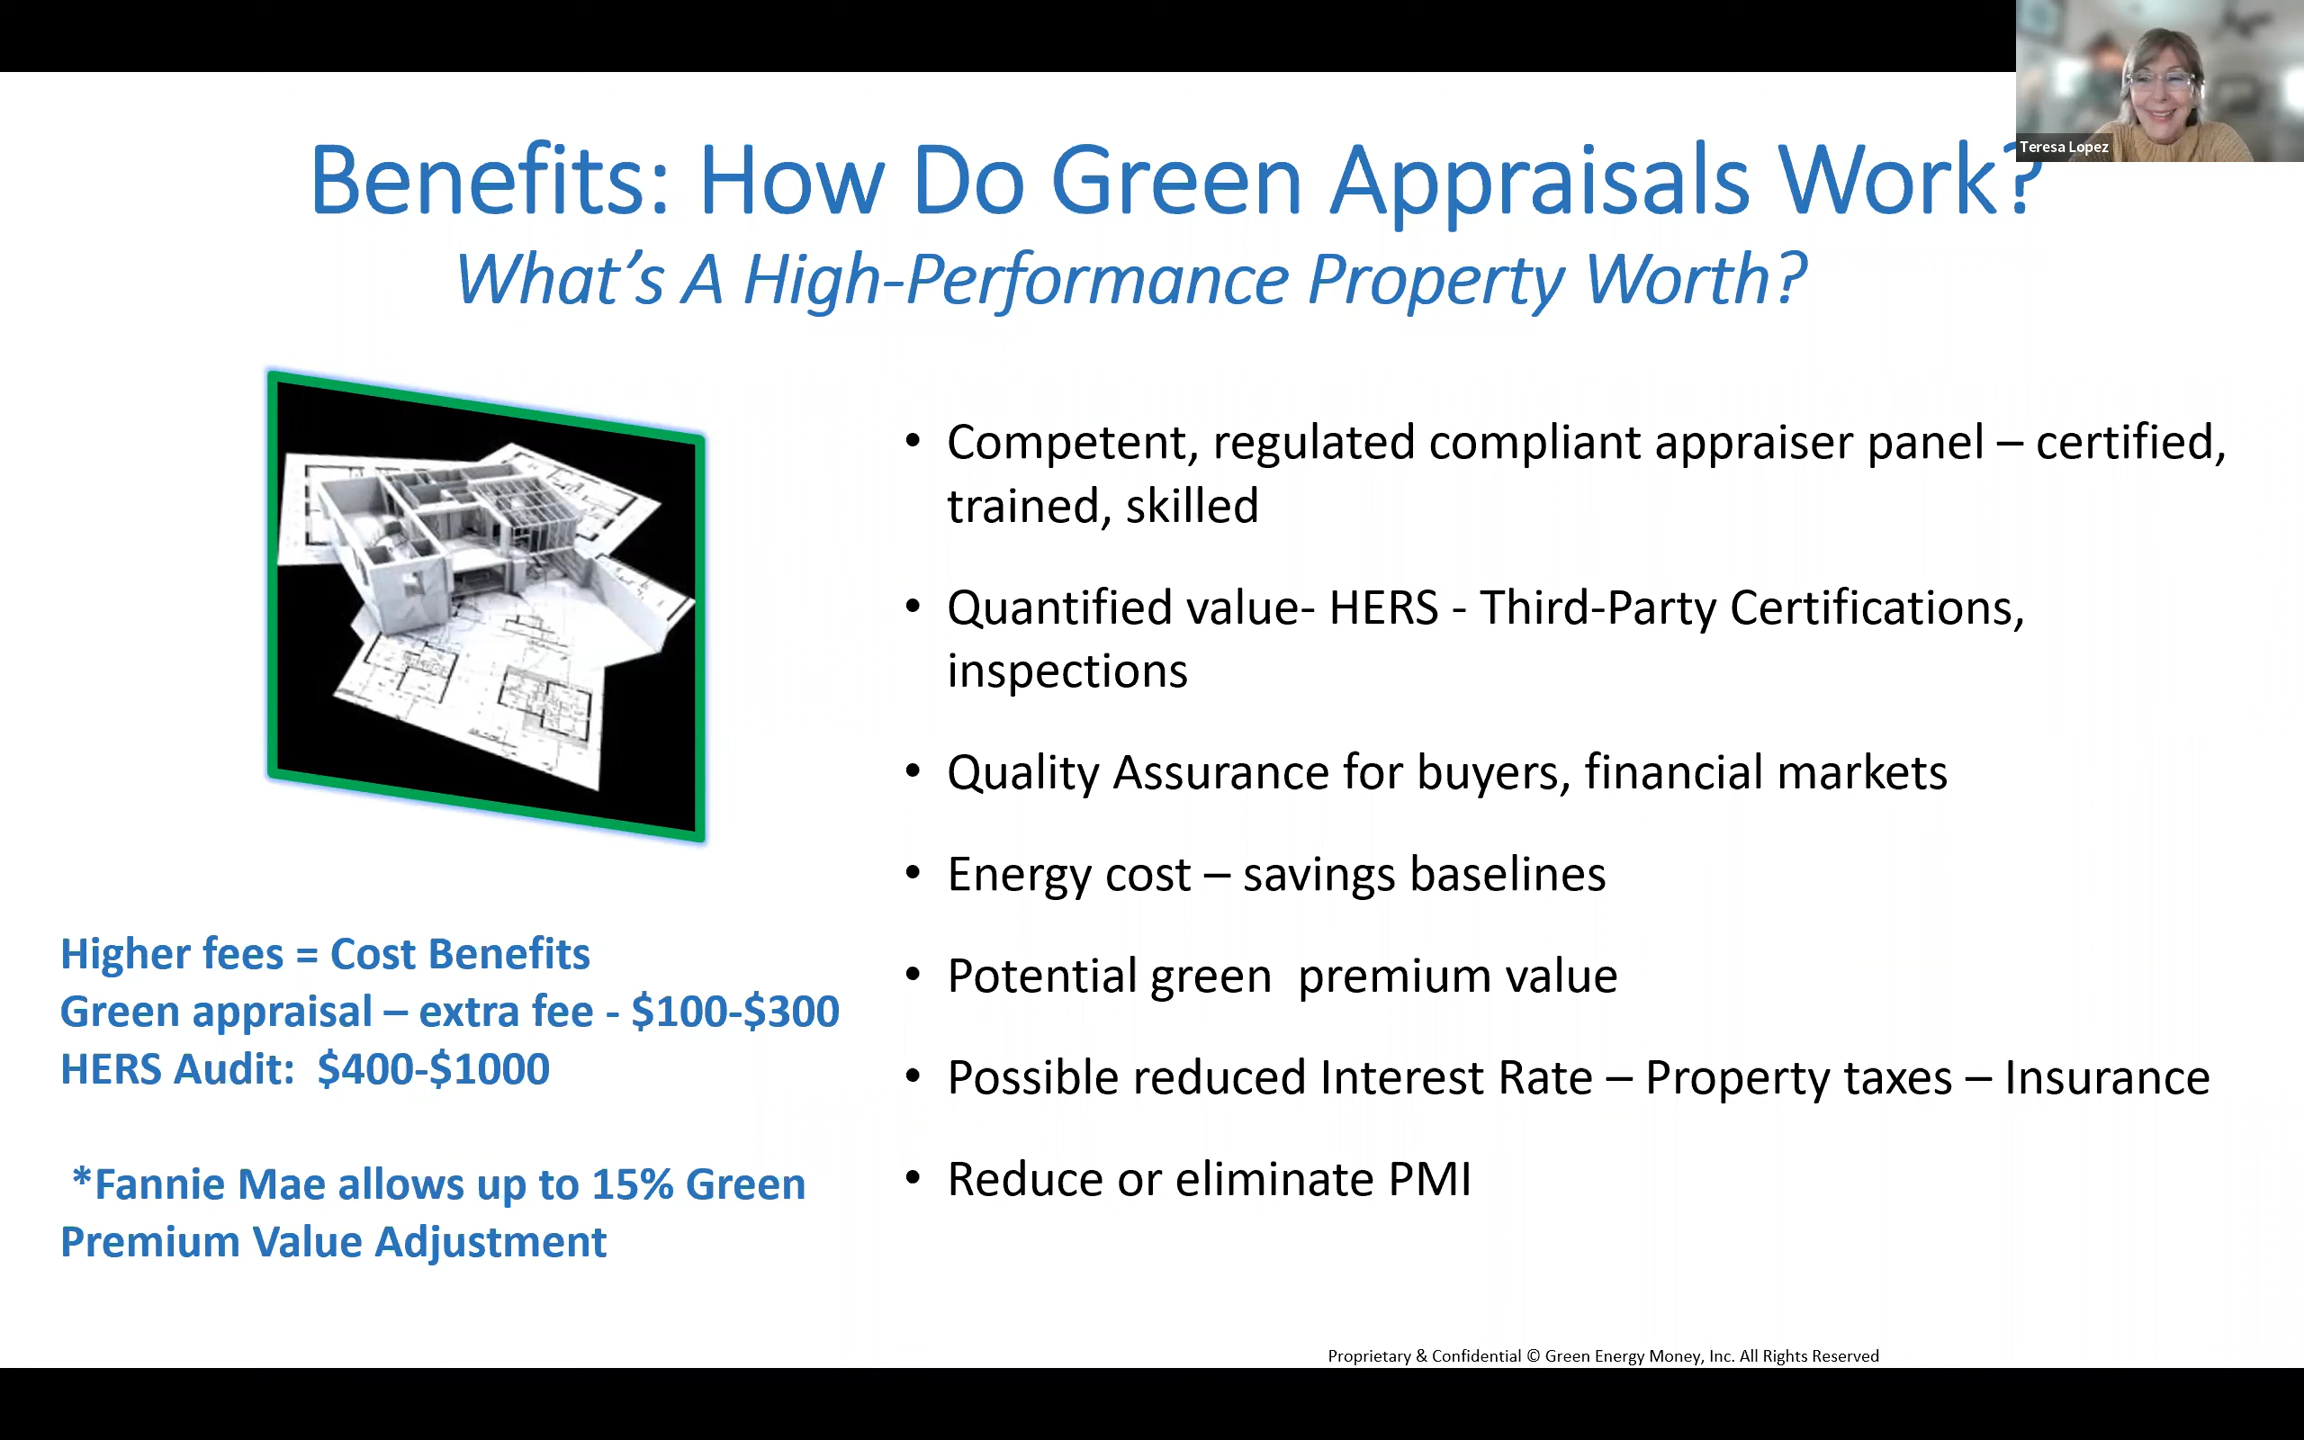 Teresa Lopez
Benefits: How Do Green Appraisals Work?
What's A High-Performance Property Worth?
• Competent, regulated compliant appraiser panel – certified,
trained, skilled
• Quantified value- HERS - Third-Party Certifications,
inspections
• Quality Assurance for buyers, financial markets
• Energy cost – savings baselines
• Potential green  premium value
• Possible reduced Interest Rate – Property taxes – Insurance
• Reduce or eliminate PMI
Higher fees = Cost Benefits
Green appraisal – extra fee - $100-$300
HERS Audit:  $400-$1000
*Fannie Mae allows up to 15% Green
Premium Value Adjustment
Proprietary & Confidential © Green Energy Money, Inc. All Rights Reserved